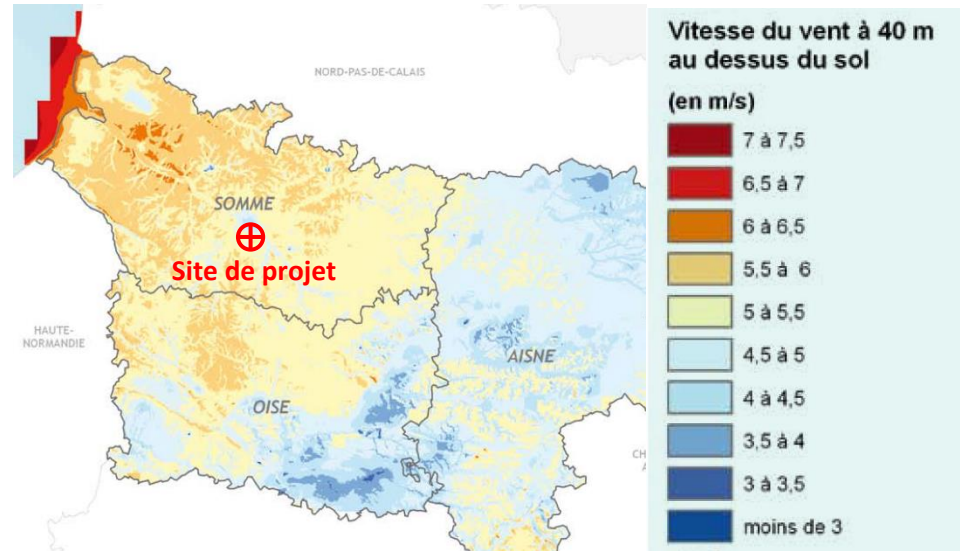 NORD-PAS-DE-CALAIS
SOMME
Site de projet
HAUTE-
NORMANDIE
AISNE
OISE
CH
A
Vitesse du vent à 40 m
au dessus du sol
(en m/s)
7 à 7,5
6,5 à 7
6 à 6,5
5,5 à 6
5 à 5,5
4,5 à 5
4 à 4,5
3,5 à 4
3 à 3,5
moins de 3